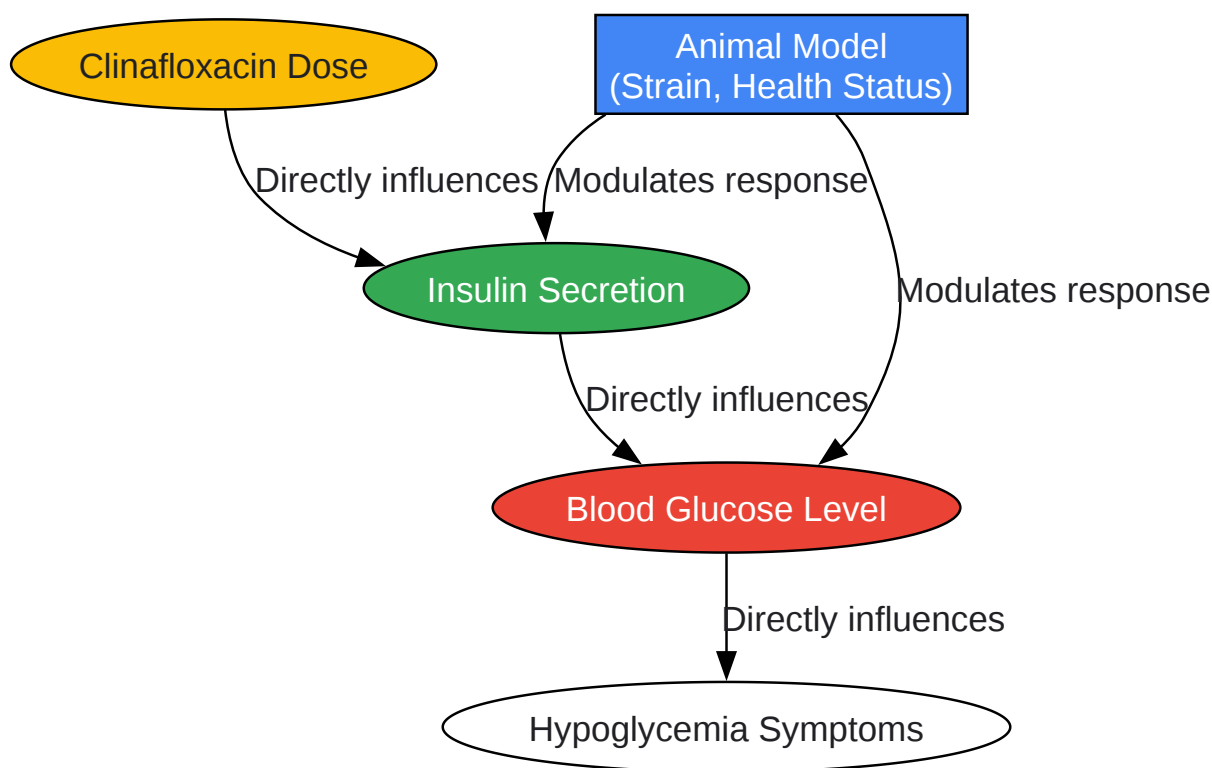 Clinafloxacin Dose
Animal Model
(Strain, Health Status)
Directly influences
Modulates response
Insulin Secretion
Modulates response
Directly influences
Blood Glucose Level
Directly influences
Hypoglycemia Symptoms